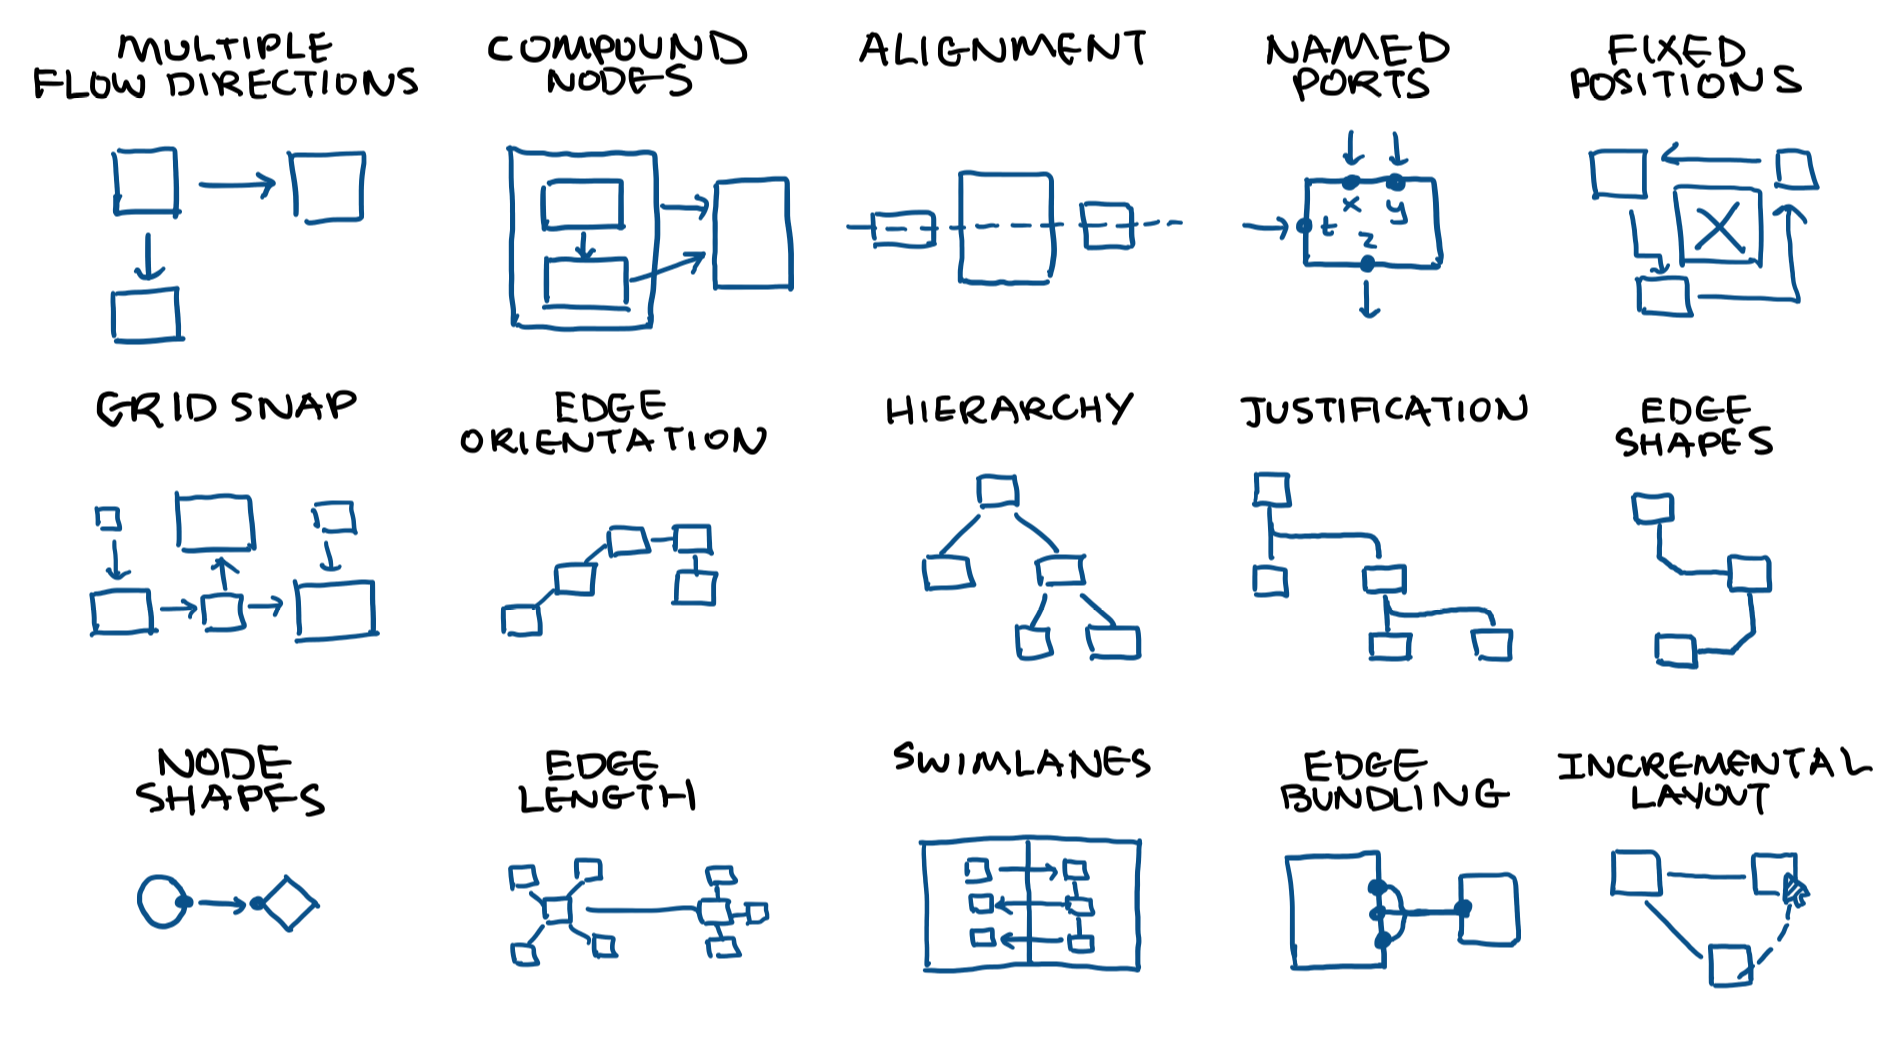 MULTIPLE
FLOW DIRECTIONS
COMPOUND
NODES
ALIGNMENT
NAMED
PORTS
x y
t
z
FIXED
POSITIONS
GRID SNAP
EDGE
ORIENTATION
HIERARCHY
JUSTIFICATION
EDGE
SHAPES
NODE
SHAPES
EDGE
LENGTH
SWIMLANES
EDGE
BUNDLING
INCREMENTAL
LAYOUT